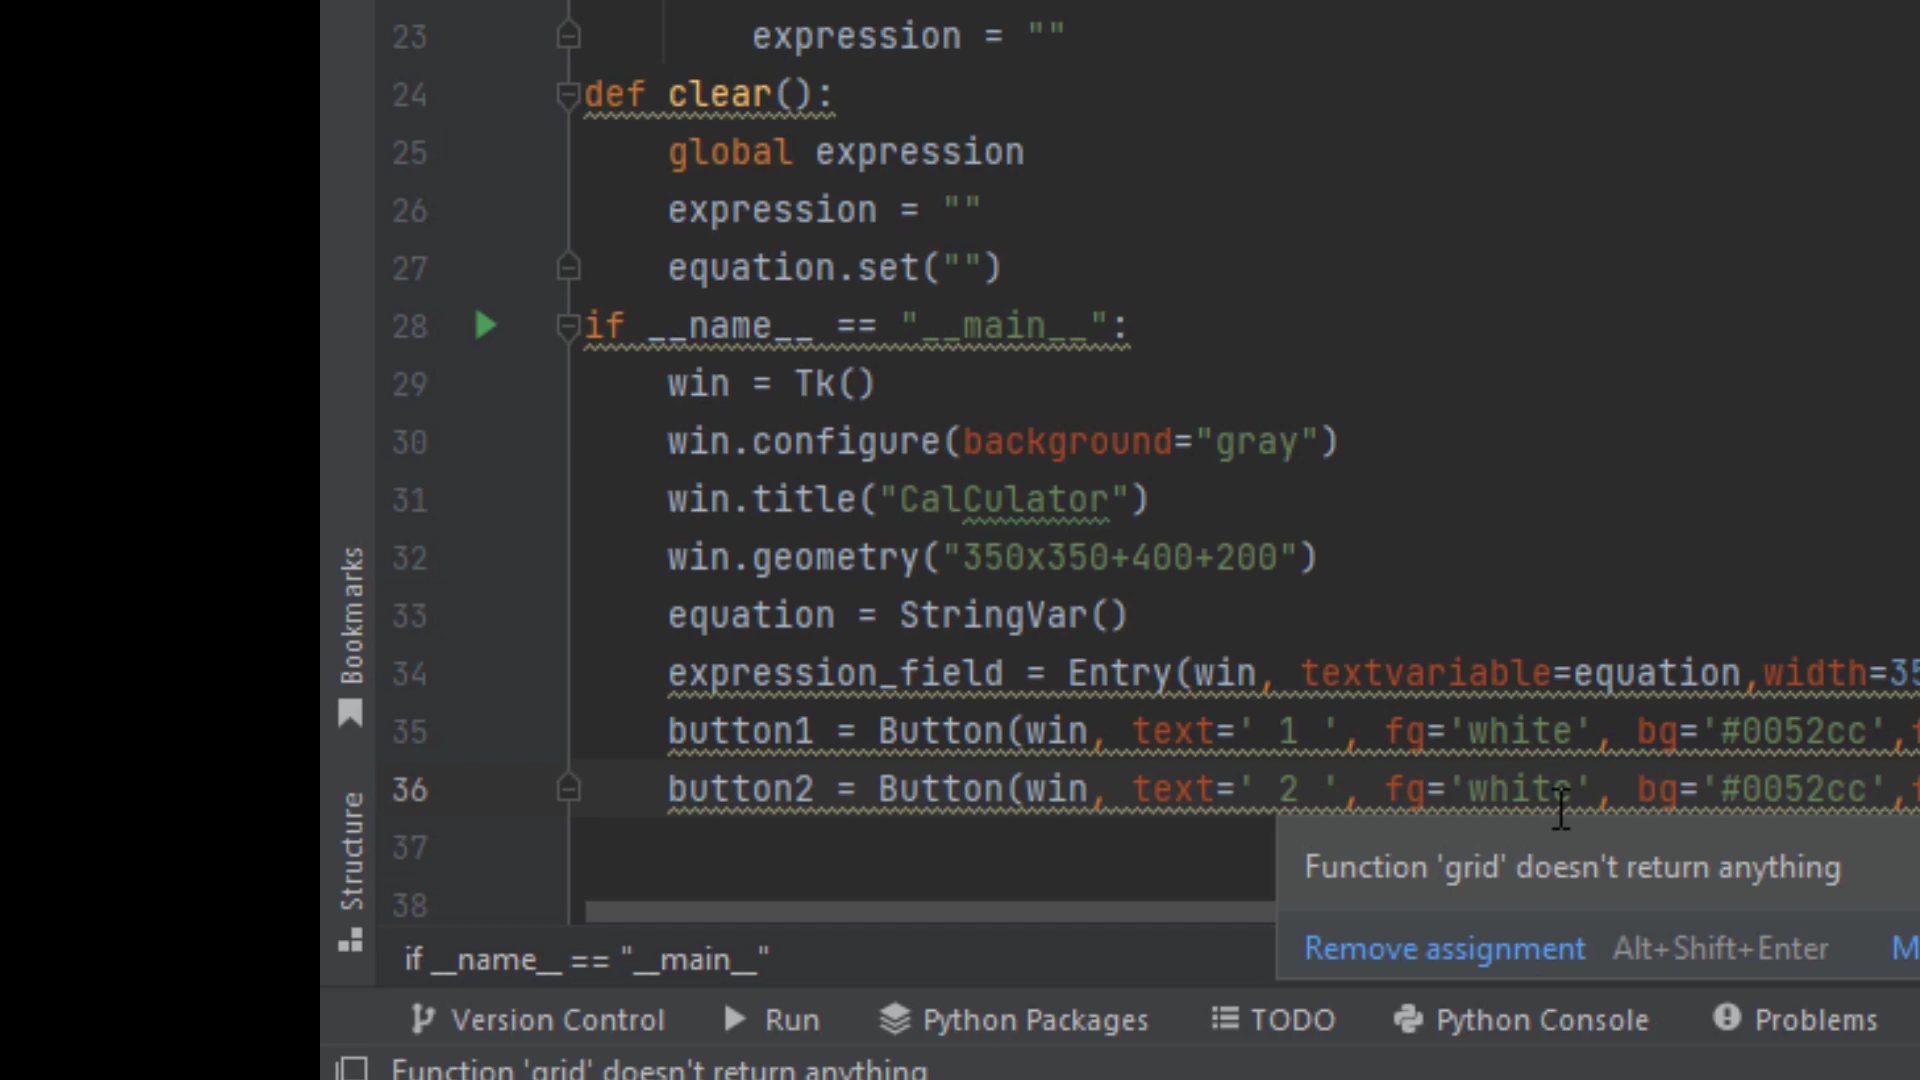 23 expression = ""
24 def clear():
25 global expression
26 expression = ""
27 equation.set("")
28 if __name__ == "__main__":
29 win = Tk()
30 win.configure(background="gray")
31 win.title("CalCulator")
32 win.geometry("350x350+400+200")
33 equation = StringVar()
34 expression_field = Entry(win, textvariable=equation,width=35
35 button1 = Button(win, text=' 1 ', fg='white', bg='#0052cc',f
36 button2 = Button(win, text=' 2 ', fg='white', bg='#0052cc',f
37
38
Function 'grid' doesn't return anything
Remove assignment Alt+Shift+Enter M
Bookmarks
Structure
if __name__ == "__main__"
Version Control Run Python Packages TODO Python Console Problems
Function 'grid' doesn't return anything